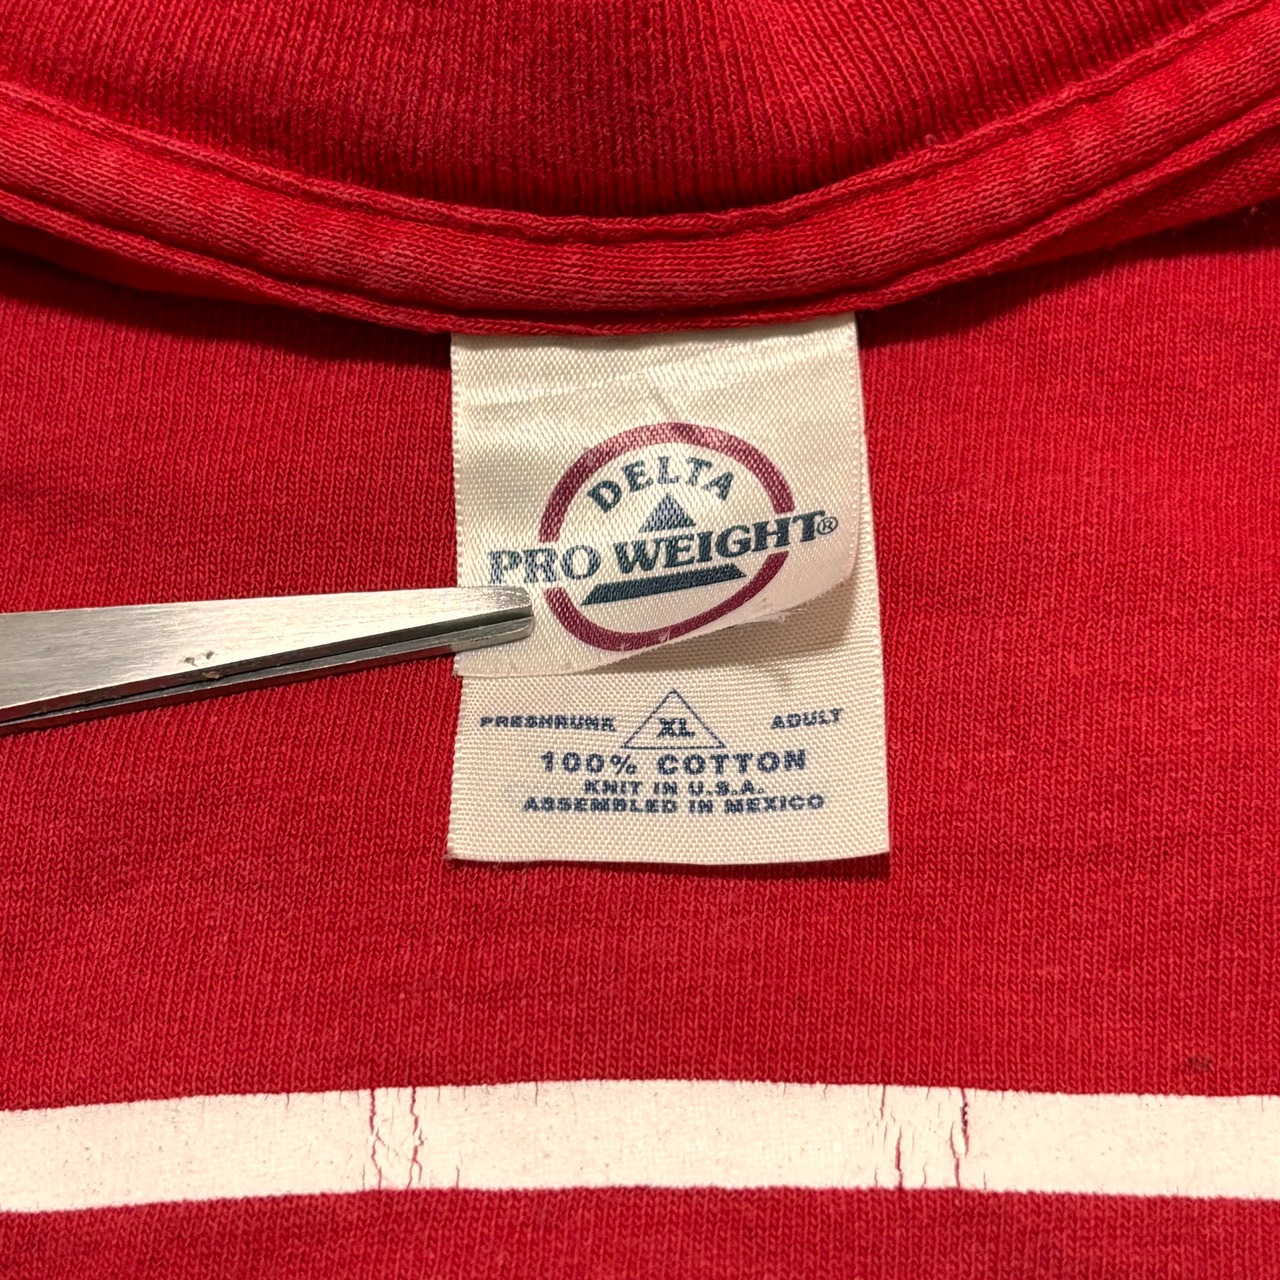 DELTA
PRO WEIGHT®
PRESHRUNK XL ADULT
100% COTTON
KNIT IN U.S.A.
ASSEMBLED IN MEXICO